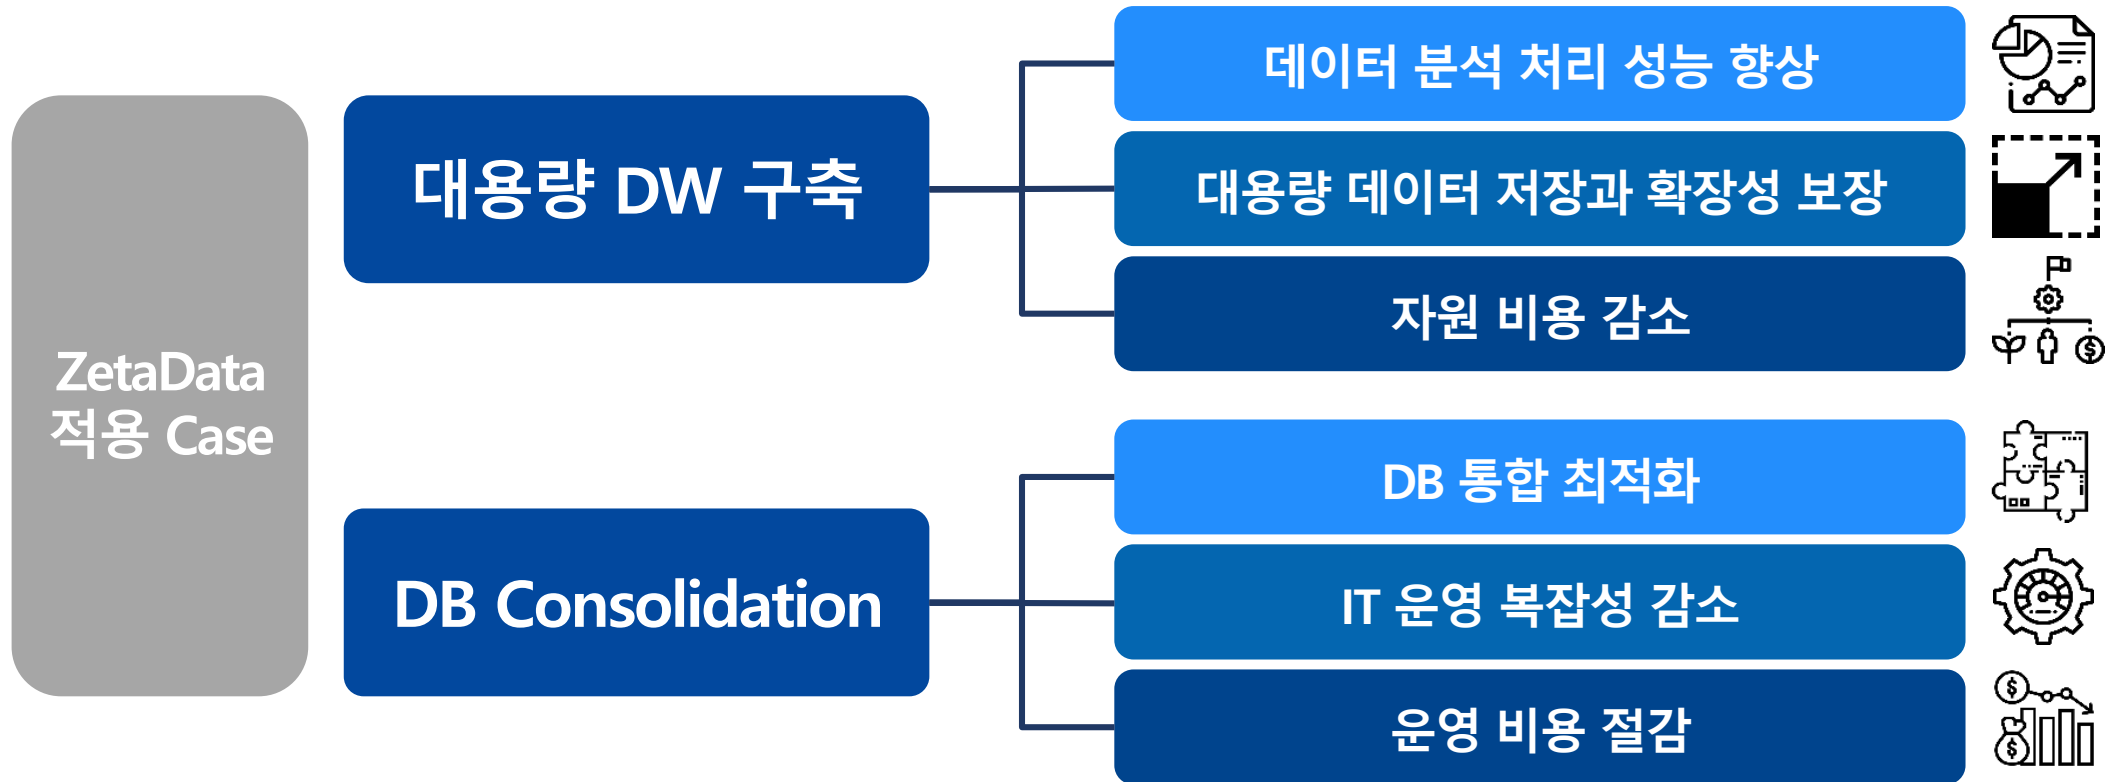 ZetaData
적용 Case
대용량 DW 구축
데이터 분석 처리 성능 향상
대용량 데이터 저장과 확장성 보장
자원 비용 감소
DB Consolidation
DB 통합 최적화
IT 운영 복잡성 감소
운영 비용 절감